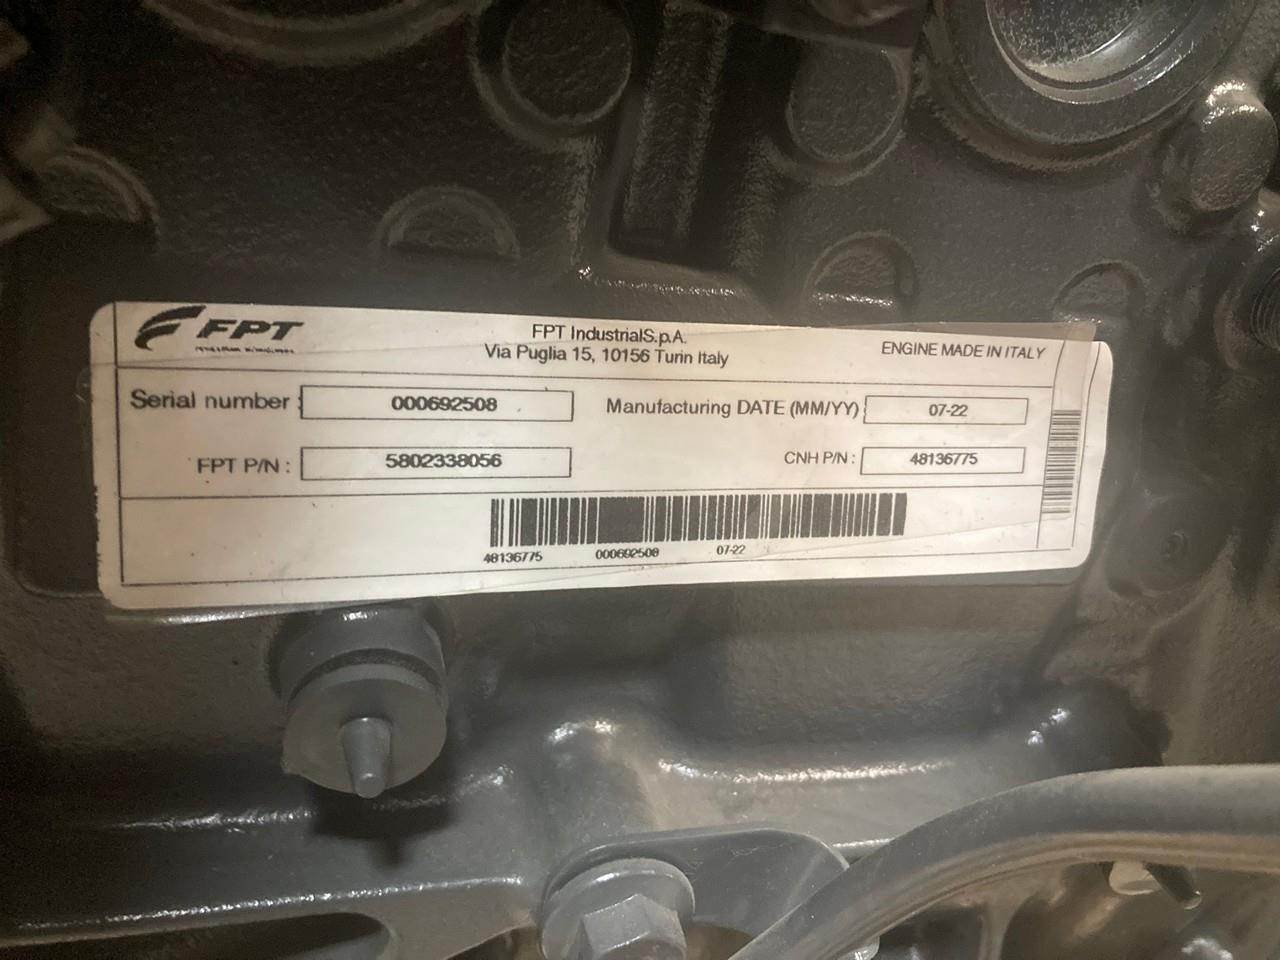 FPT
FPT IndustrialS.p.A.
Via Puglia 15, 10156 Turin Italy
ENGINE MADE IN ITALY
Serial number : 000692508
Manufacturing DATE (MM/YY) 07-22
FPT P/N : 5802338056
CNH P/N : 48136775
48136775 000692508 07-22